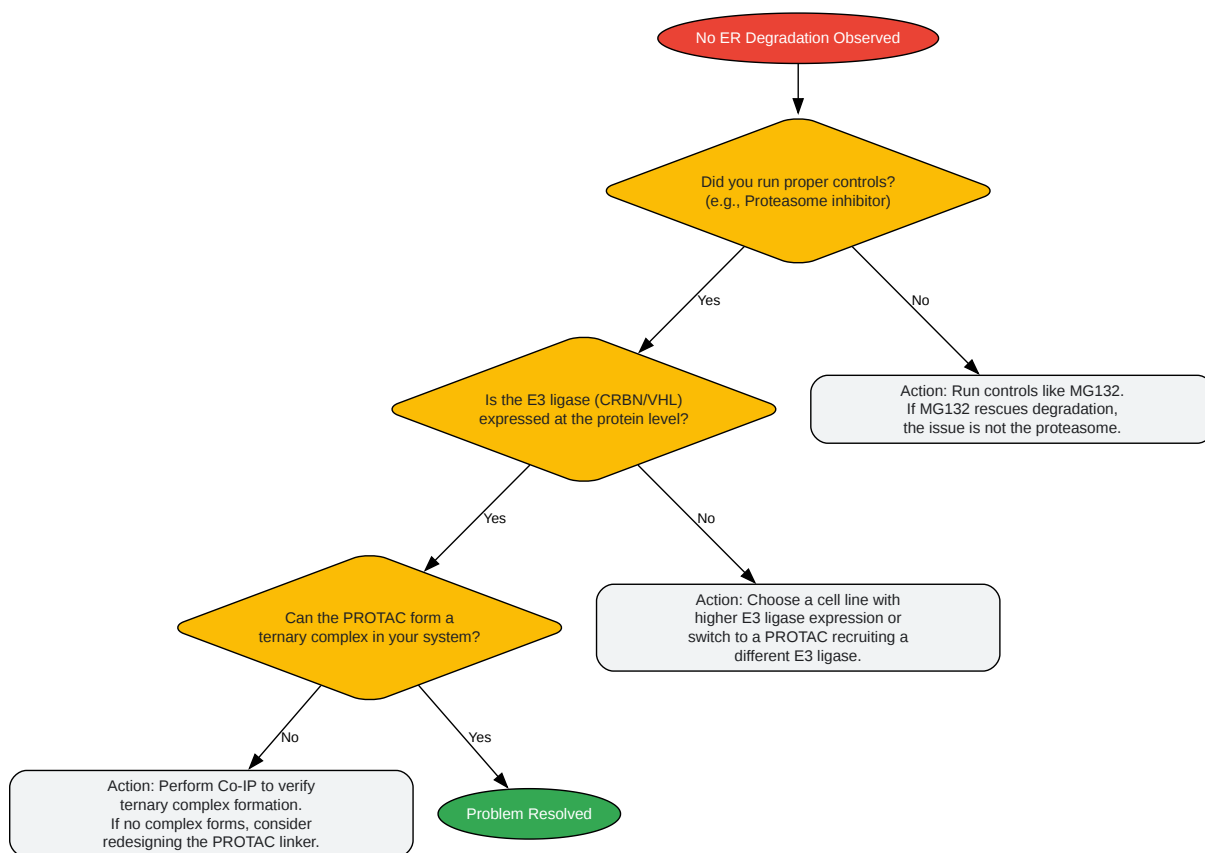 No ER Degradation Observed
Did you run proper controls?
(e.g., Proteasome inhibitor)
Yes
No
Is the E3 ligase (CRBN/VHL)
expressed at the protein level?
Action: Run controls like MG132.
If MG132 rescues degradation,
the issue is not the proteasome.
Yes
No
Can the PROTAC form a
ternary complex in your system?
Action: Choose a cell line with
higher E3 ligase expression or
switch to a PROTAC recruiting a
different E3 ligase.
No
Yes
Action: Perform Co-IP to verify
ternary complex formation.
If no complex forms, consider
redesigning the PROTAC linker.
Problem Resolved